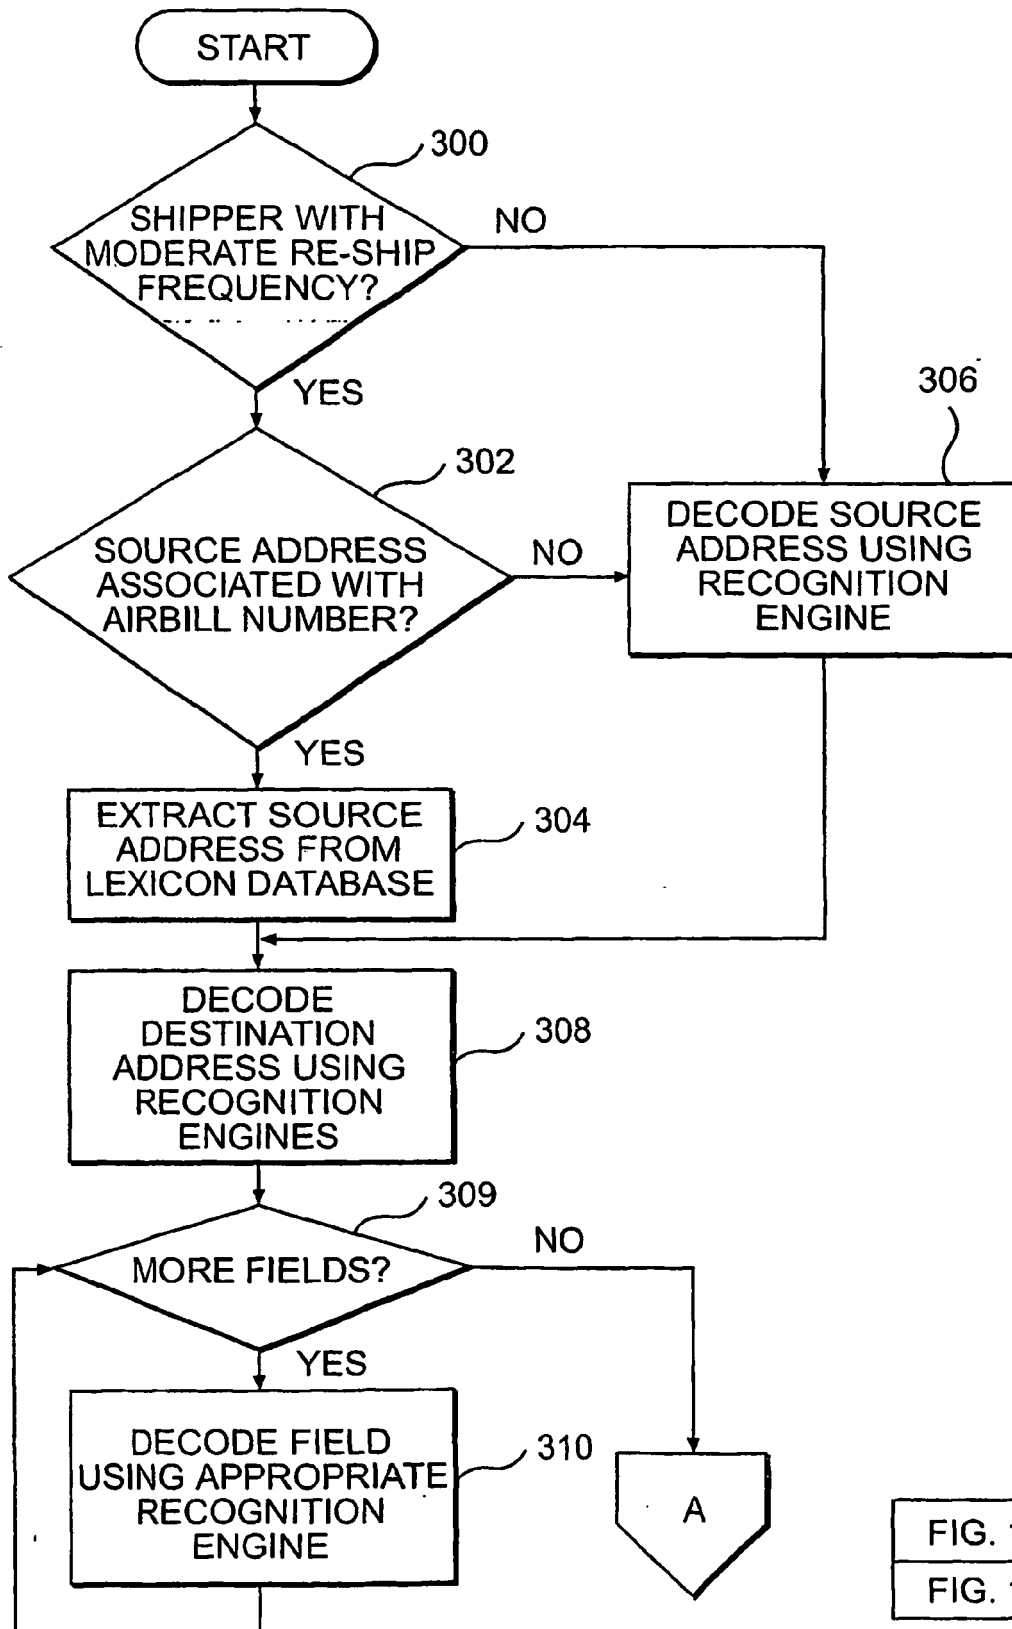 START
300
SHIPPER WITH
MODERATE RE-SHIP
FREQUENCY?
NO
YES
302
SOURCE ADDRESS
ASSOCIATED WITH
AIRBILL NUMBER?
NO
306
DECODE SOURCE
ADDRESS USING
RECOGNITION
ENGINE
YES
EXTRACT SOURCE
ADDRESS FROM
LEXICON DATABASE
304
DECODE
DESTINATION
ADDRESS USING
RECOGNITION
ENGINES
308
309
MORE FIELDS?
NO
YES
DECODE FIELD
USING APPROPRIATE
RECOGNITION
ENGINE
310
A
FIG.
FIG.